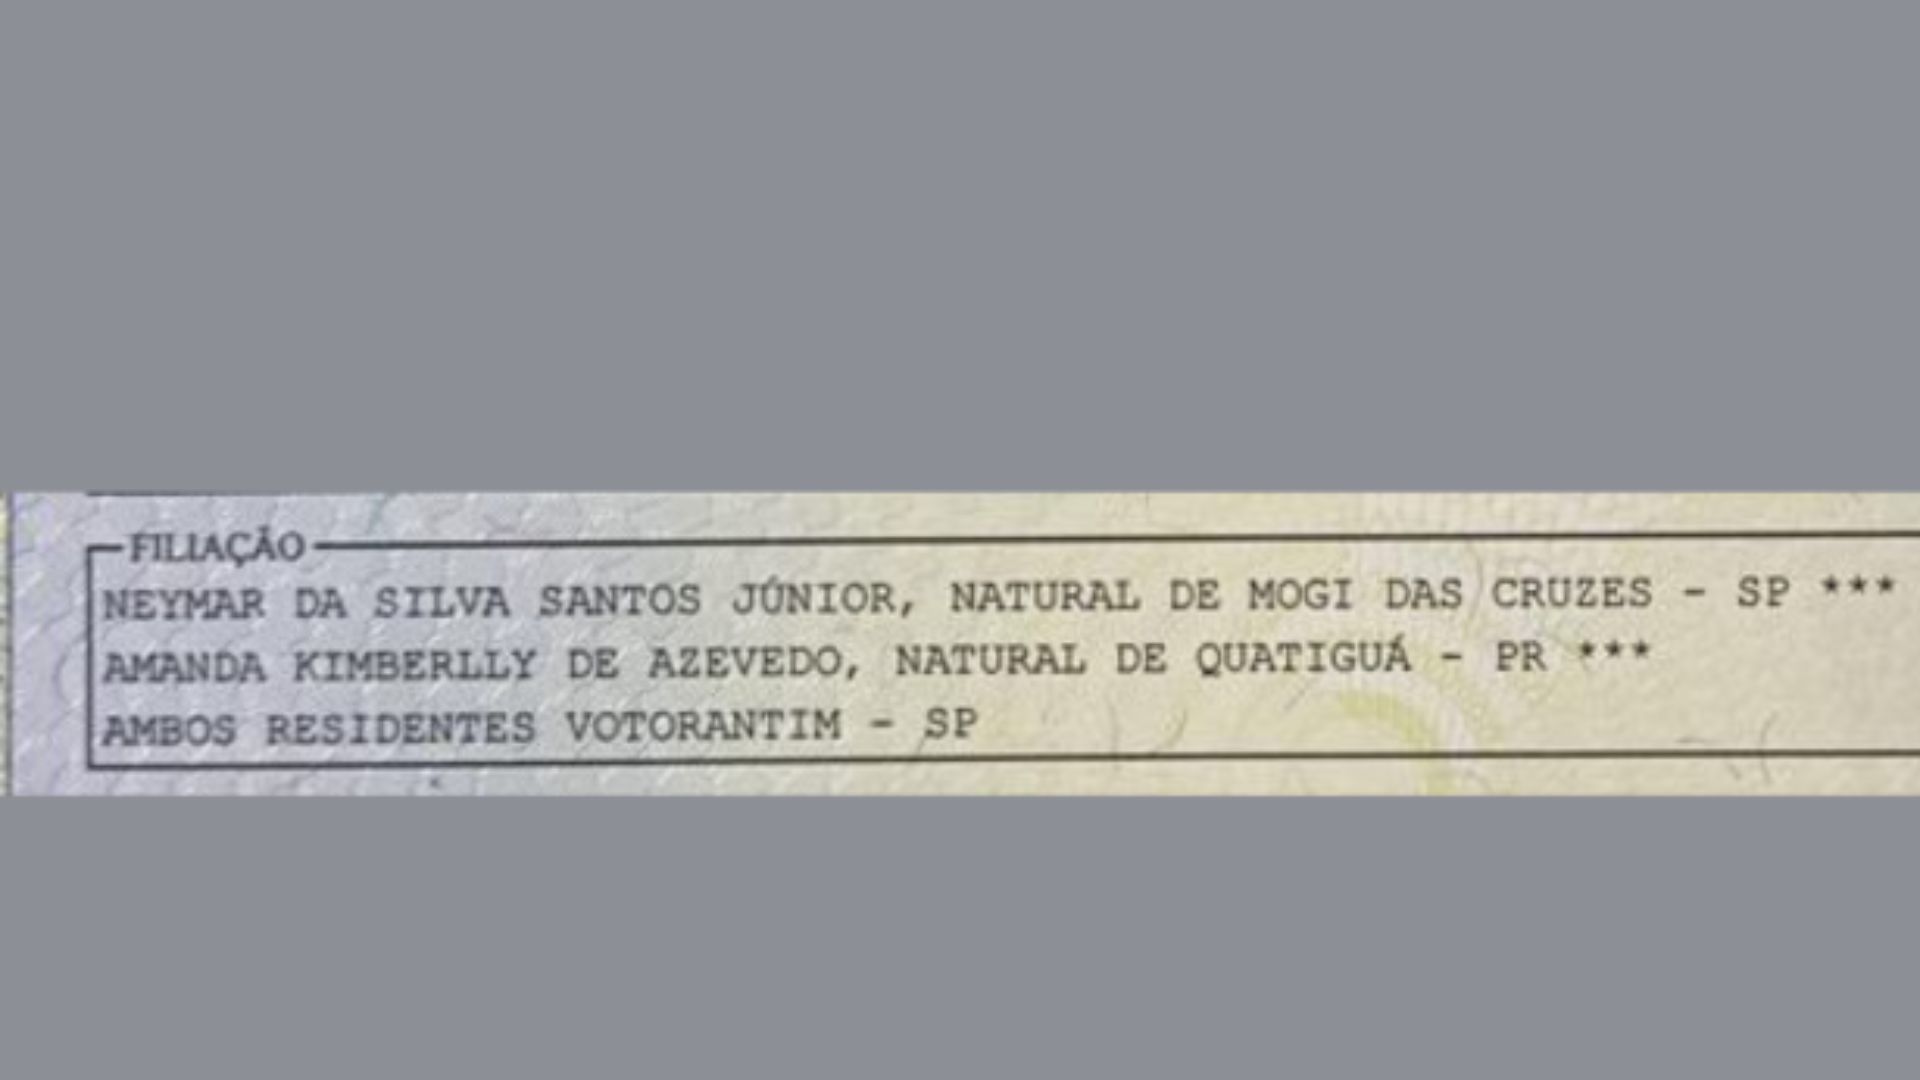 FILIAÇÃO
NEYMAR DA SILVA SANTOS JÚNIOR, NATURAL DE MOGI DAS CRUZES - SP ***
AMANDA KIMBERLLY DE AZEVEDO, NATURAL DE QUATIGUÁ - PR ***
AMBOS RESIDENTES VOTORANTIM - SP